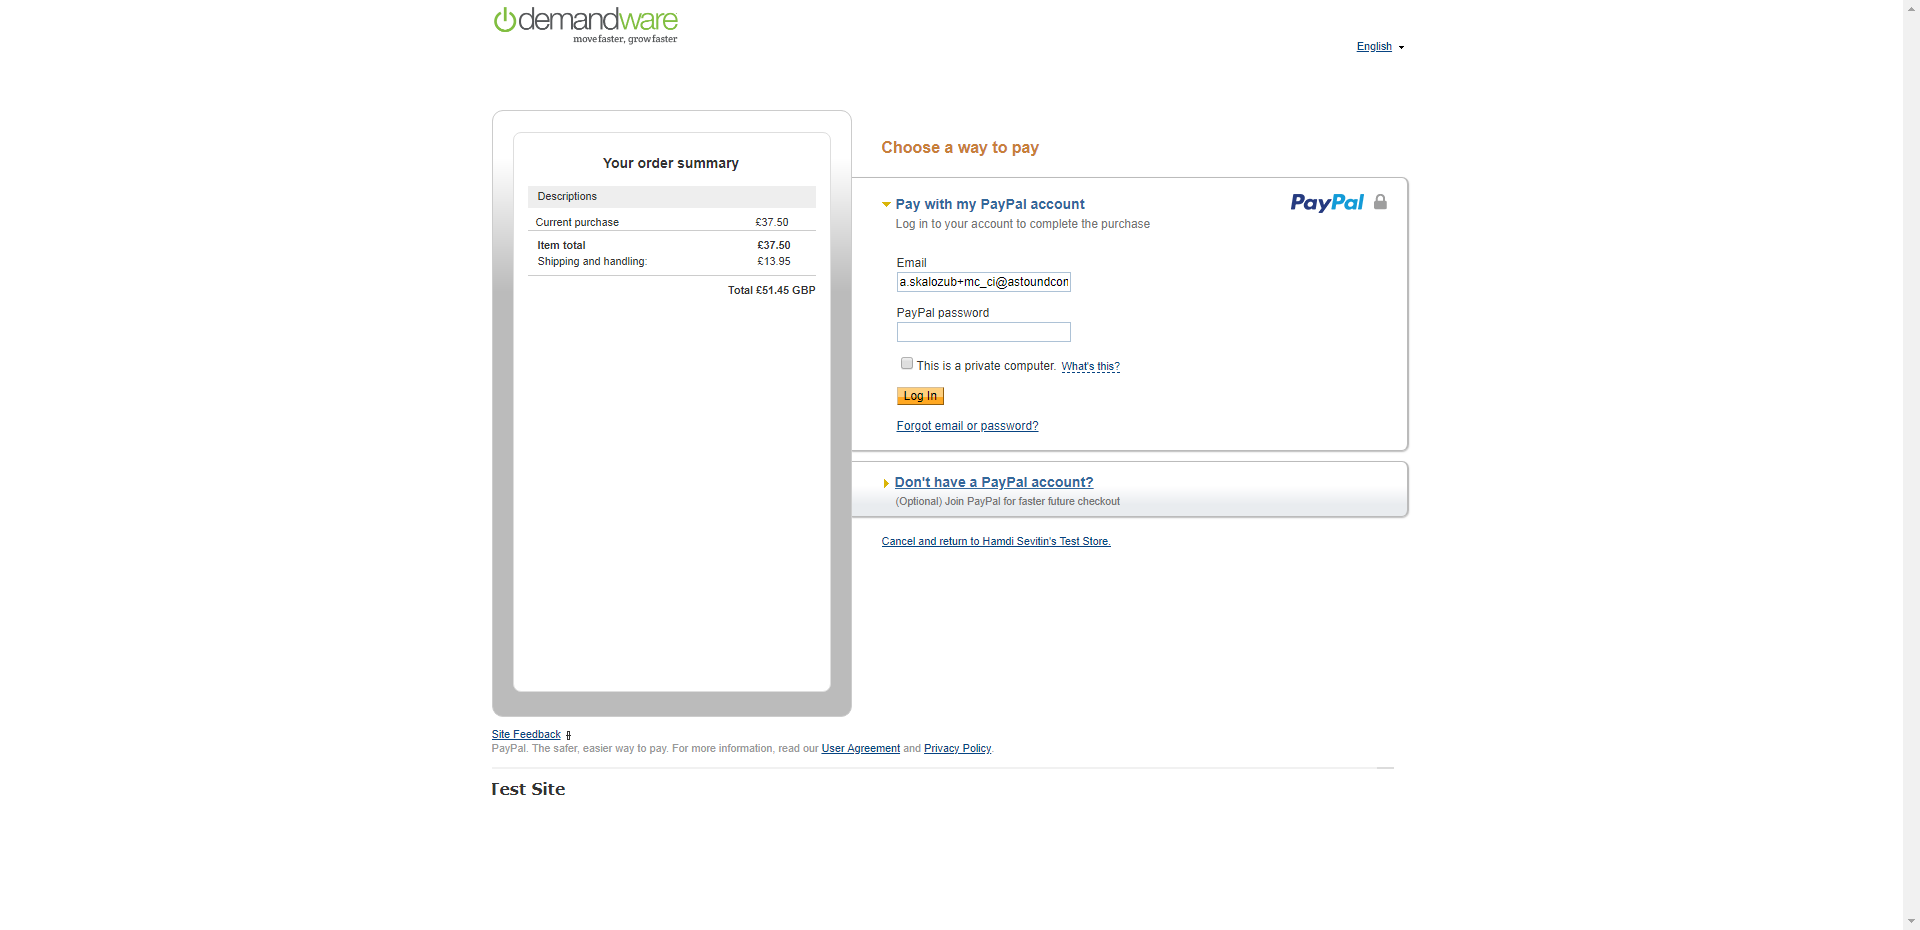 demandware
move faster, grow faster
English
Your order summary
Descriptions
Current purchase £37.50
Item total £37.50
Shipping and handling: £13.95
Total £51.45 GBP
Choose a way to pay
Pay with my PayPal account
PayPal
Log in to your account to complete the purchase
Email
a.skalozub+mc_ci@astoundcon
PayPal password
This is a private computer. What's this?
Log In
Forgot email or password?
Don't have a PayPal account?
(Optional) Join PayPal for faster future checkout
Cancel and return to Hamdi Sevitin's Test Store.
Site Feedback
PayPal. The safer, easier way to pay. For more information, read our User Agreement and Privacy Policy.
Test Site